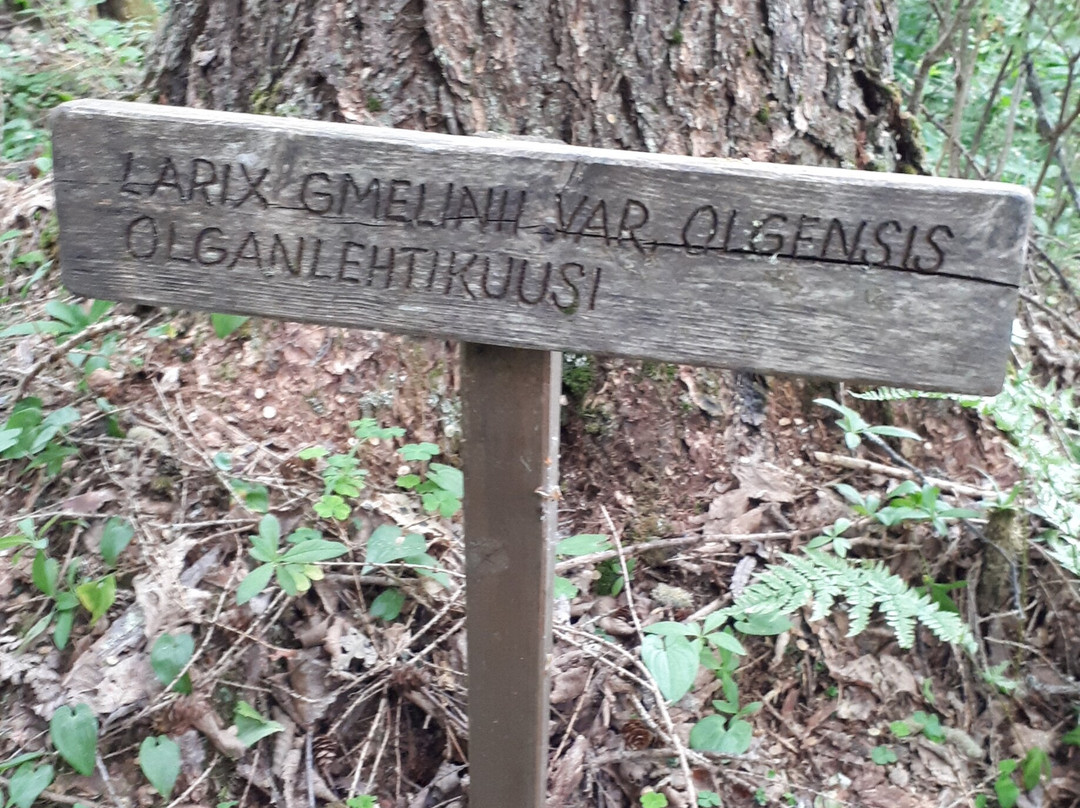 LARIX GMELINII VAR. OLGENSIS
OLGANLEHTIKUUSI